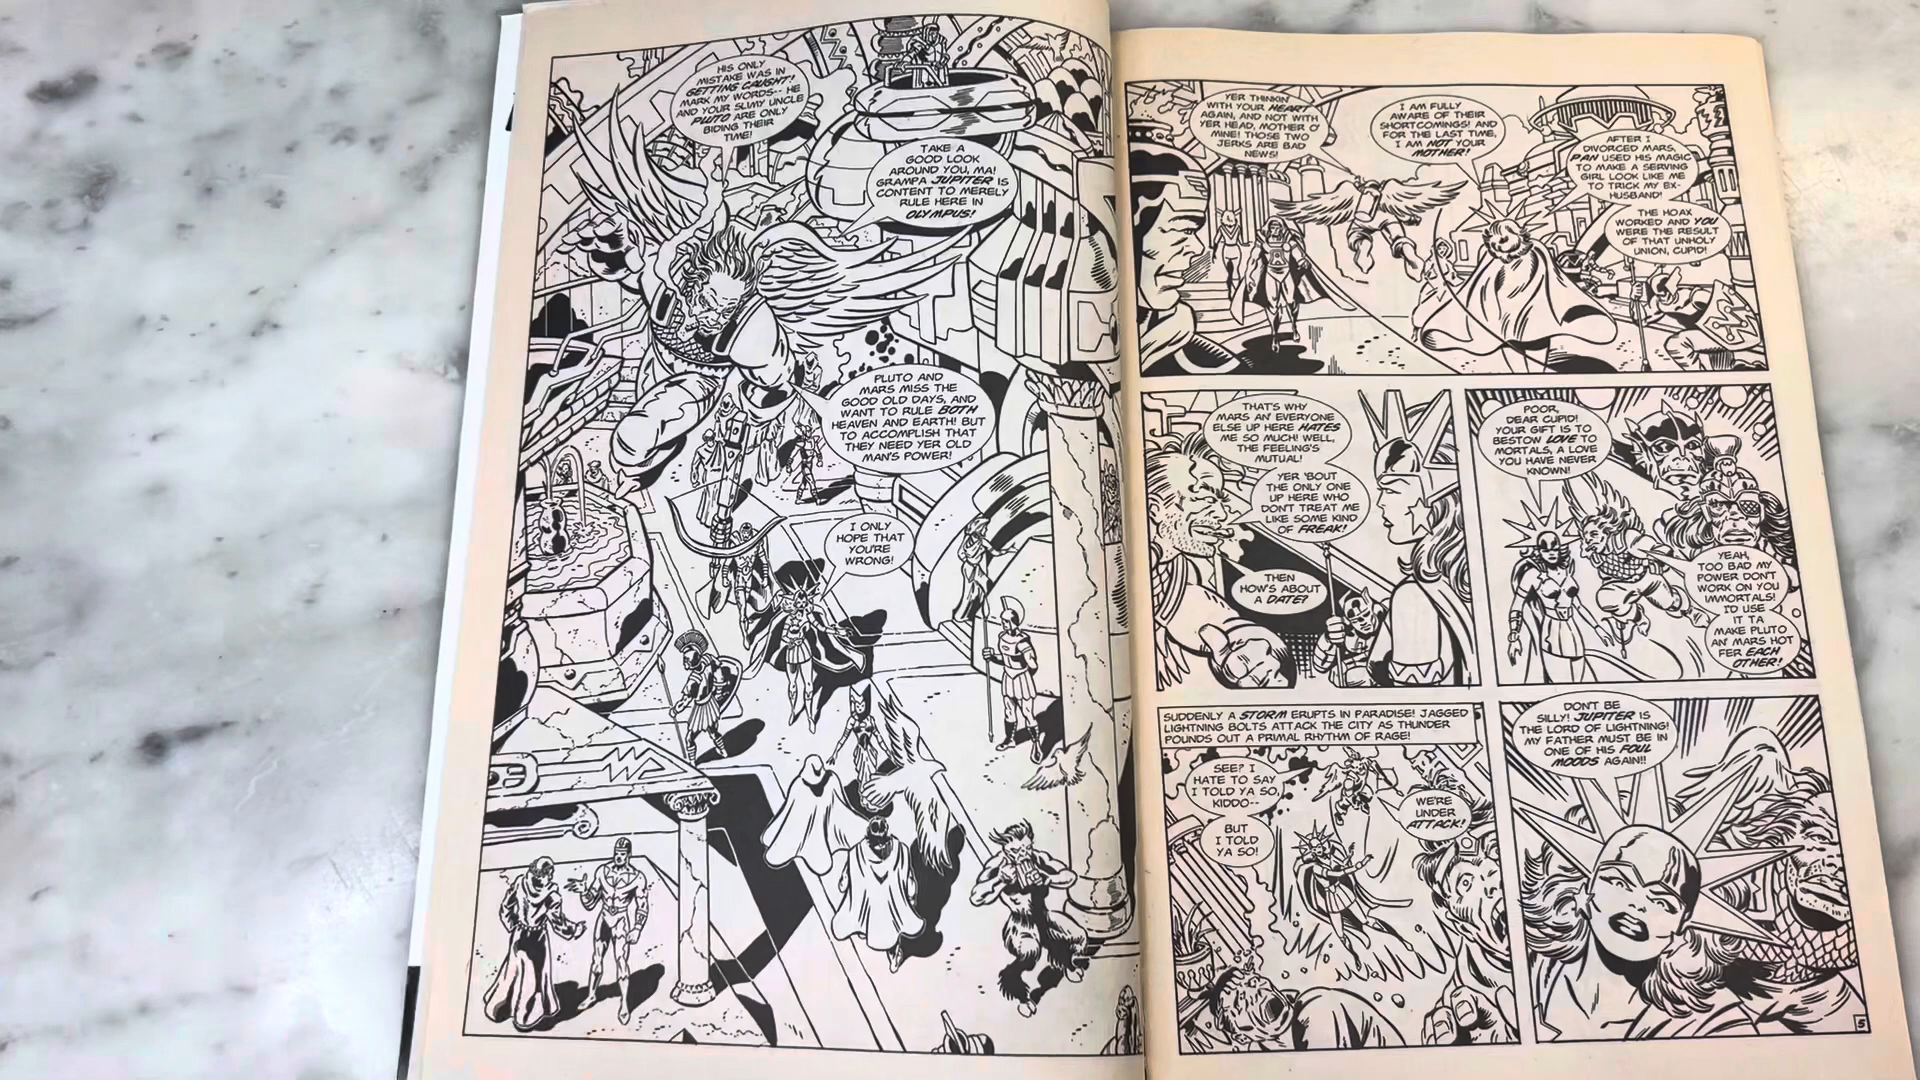 HIS ONLY
MISTAKE WAS IN
GETTING CAUGHT!
MARK MY WORDS-- HE
AND YOUR SLIMY UNCLE
PLUTO ARE ONLY
BIDING THEIR
TIME!
TAKE A
GOOD LOOK
AROUND YOU, MA!
GRAMPA JUPITER IS
CONTENT TO MERELY
RULE HERE IN
OLYMPUS!
PLUTO AND
MARS MISS THE
GOOD OLD DAYS, AND
WANT TO RULE BOTH
HEAVEN AND EARTH! BUT
TO ACCOMPLISH THAT
THEY NEED YER OLD
MAN'S POWER!
I ONLY
HOPE THAT
YOU'RE
WRONG!
YER THINKIN'
WITH YOUR HEART
AGAIN, AND NOT WITH
YER HEAD, MOTHER O'
MINE! THOSE TWO
JERKS ARE BAD
NEWS!
I AM FULLY
AWARE OF THEIR
SHORTCOMINGS! AND
FOR THE LAST TIME,
I AM NOT YOUR
MOTHER!
AFTER I
DIVORCED MARS,
PAN USED HIS MAGIC
TO MAKE A SERVING
GIRL LOOK LIKE ME
TO TRICK MY EX-
HUSBAND!
THE HOAX
WORKED AND YOU
WERE THE RESULT
OF THAT UNHOLY
UNION, CUPID!
THAT'S WHY
MARS AN' EVERYONE
ELSE UP HERE HATES
ME SO MUCH! WELL,
THE FEELING'S
MUTUAL!
YER 'BOUT
THE ONLY ONE
UP HERE WHO
DON'T TREAT ME
LIKE SOME KIND
OF FREAK!
THEN
HOW'S ABOUT
A DATE?
POOR,
DEAR CUPID!
YOUR GIFT IS TO
BESTOW LOVE TO
MORTALS, A LOVE
YOU HAVE NEVER
KNOWN!
YEAH,
TOO BAD MY
POWER DON'T
WORK ON YOU
IMMORTALS!
I'D USE
IT TA
MAKE PLUTO
AN' MARS HOT
FER EACH
OTHER!
SUDDENLY A STORM ERUPTS IN PARADISE! JAGGED
LIGHTNING BOLTS ATTACK THE CITY AS THUNDER
POUNDS OUT A PRIMAL RHYTHM OF RAGE!
SEE? I
HATE TO SAY
I TOLD YA SO,
KIDDO--
BUT
I TOLD
YA SO!
WE'RE
UNDER
ATTACK!
DON'T BE
SILLY! JUPITER IS
THE LORD OF LIGHTNING!
MY FATHER MUST BE IN
ONE OF HIS FOUL
MOODS AGAIN!!
5